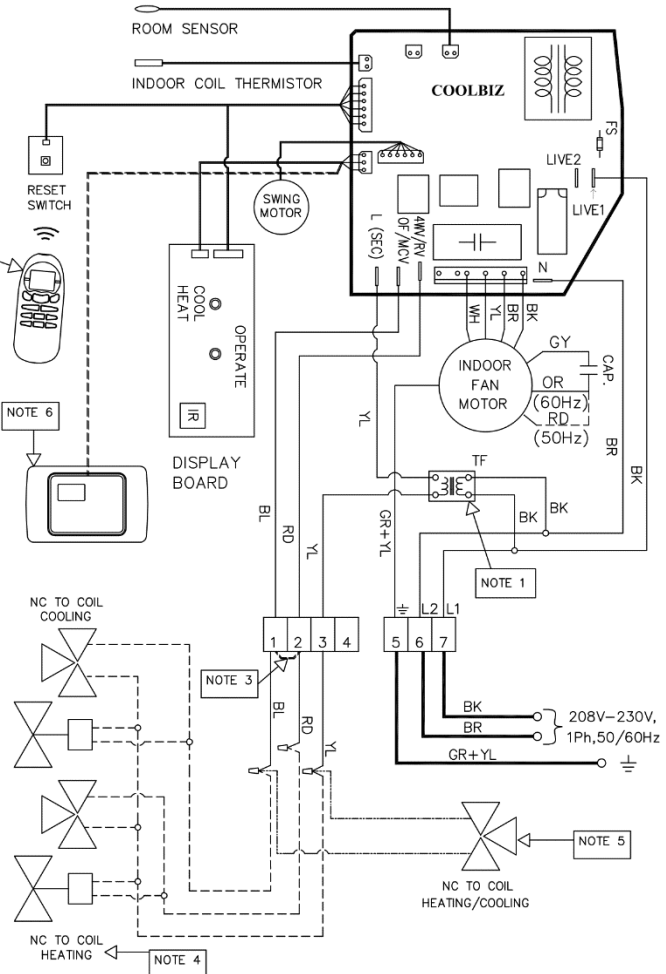 ROOM SENSOR
INDOOR COIL THERMISTOR
COOLBIZ
FS
LIVE2
LIVE1
RESET
SWITCH
SWING
MOTOR
L (SEC)
OF/MCV
4WV/RV
N
COOL
HEAT
OPERATE
IR
DISPLAY
BOARD
WH
YL
BR
BK
INDOOR
FAN
MOTOR
GY
CAP.
OR
(60Hz)
RD
(50Hz)
BR
BK
NOTE 6
YL
TF
BK
BK
NOTE 1
BL
RD
YL
GR+YL
L2
L1
1
2
3
4
5
6
7
NOTE 3
NC TO COIL
COOLING
BL
RD
YL
BK
BR
GR+YL
208V-230V,
1Ph,50/60Hz
NOTE 5
NC TO COIL
HEATING/COOLING
NC TO COIL
HEATING
NOTE 4